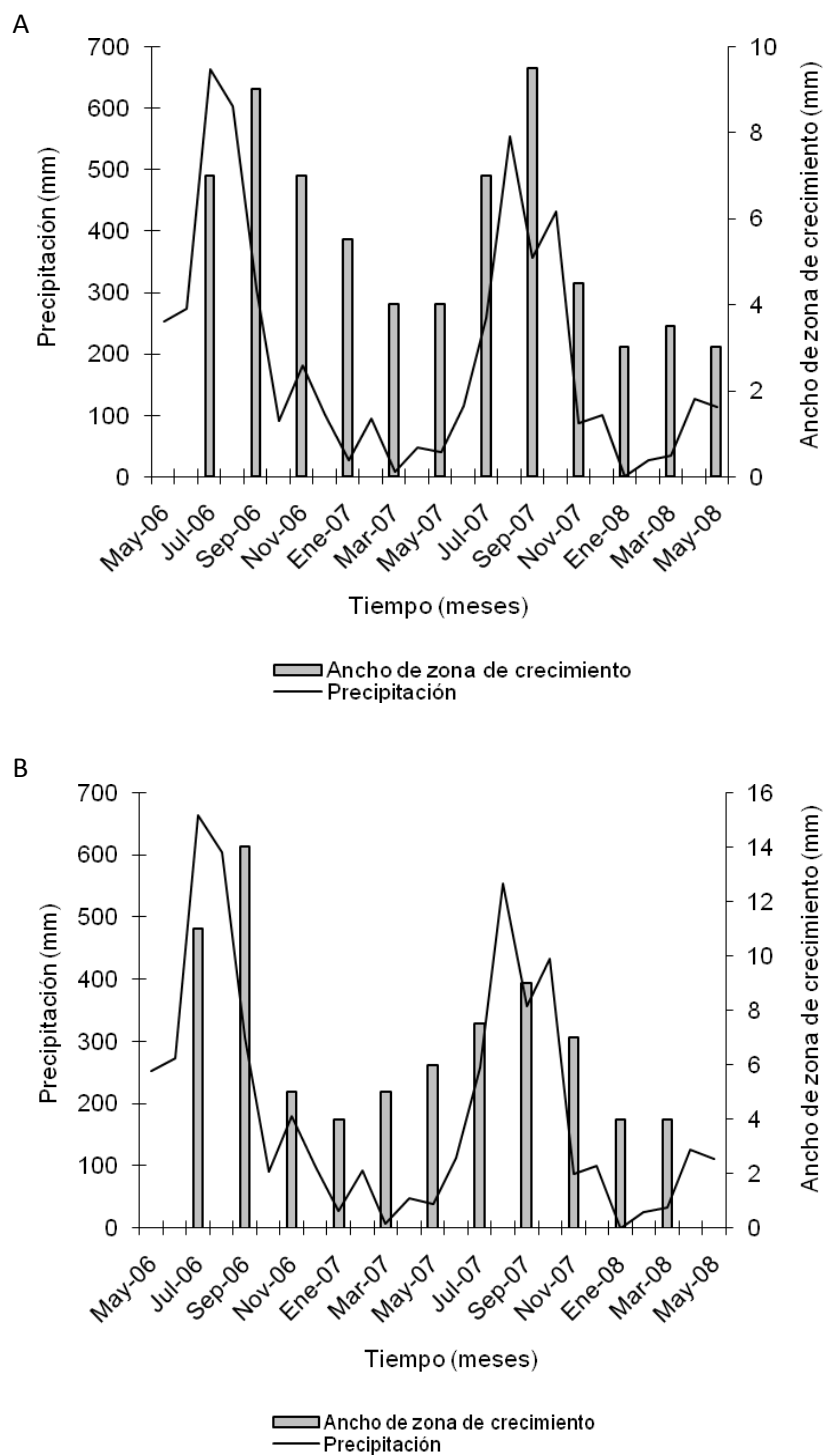 A
700
600
500
400
300
200
100
0
Precipitación (mm)
10
8
6
4
2
0
Ancho de zona de crecimiento (mm)
May-06
Jul-06
Sep-06
Nov-06
Ene-07
Mar-07
May-07
Jul-07
Sep-07
Nov-07
Ene-08
Mar-08
May-08
Tiempo (meses)
Ancho de zona de crecimiento
Precipitación
B
700
600
500
400
300
200
100
0
Precipitación (mm)
16
14
12
10
8
6
4
2
0
Ancho de zona de crecimiento (mm)
May-06
Jul-06
Sep-06
Nov-06
Ene-07
Mar-07
May-07
Jul-07
Sep-07
Nov-07
Ene-08
Mar-08
May-08
Tiempo (meses)
Ancho de zona de crecimiento
Precipitación